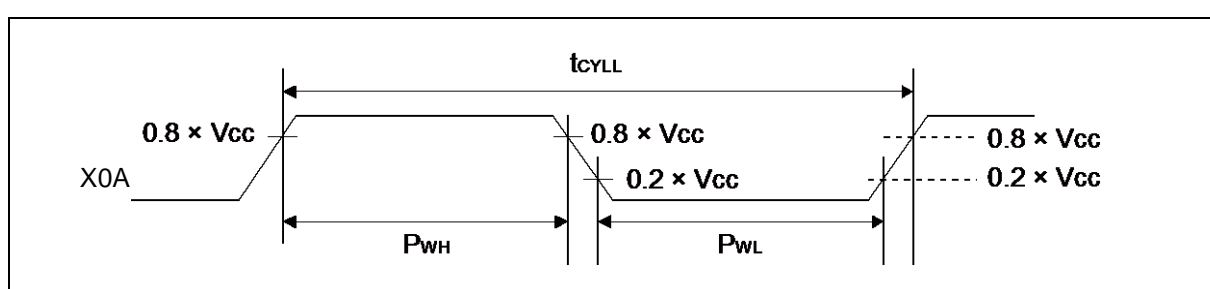 tCYLL
0.8 × Vcc 0.8 × Vcc 0.8 × Vcc
X0A 0.2 × Vcc 0.2 × Vcc
PWH PWL